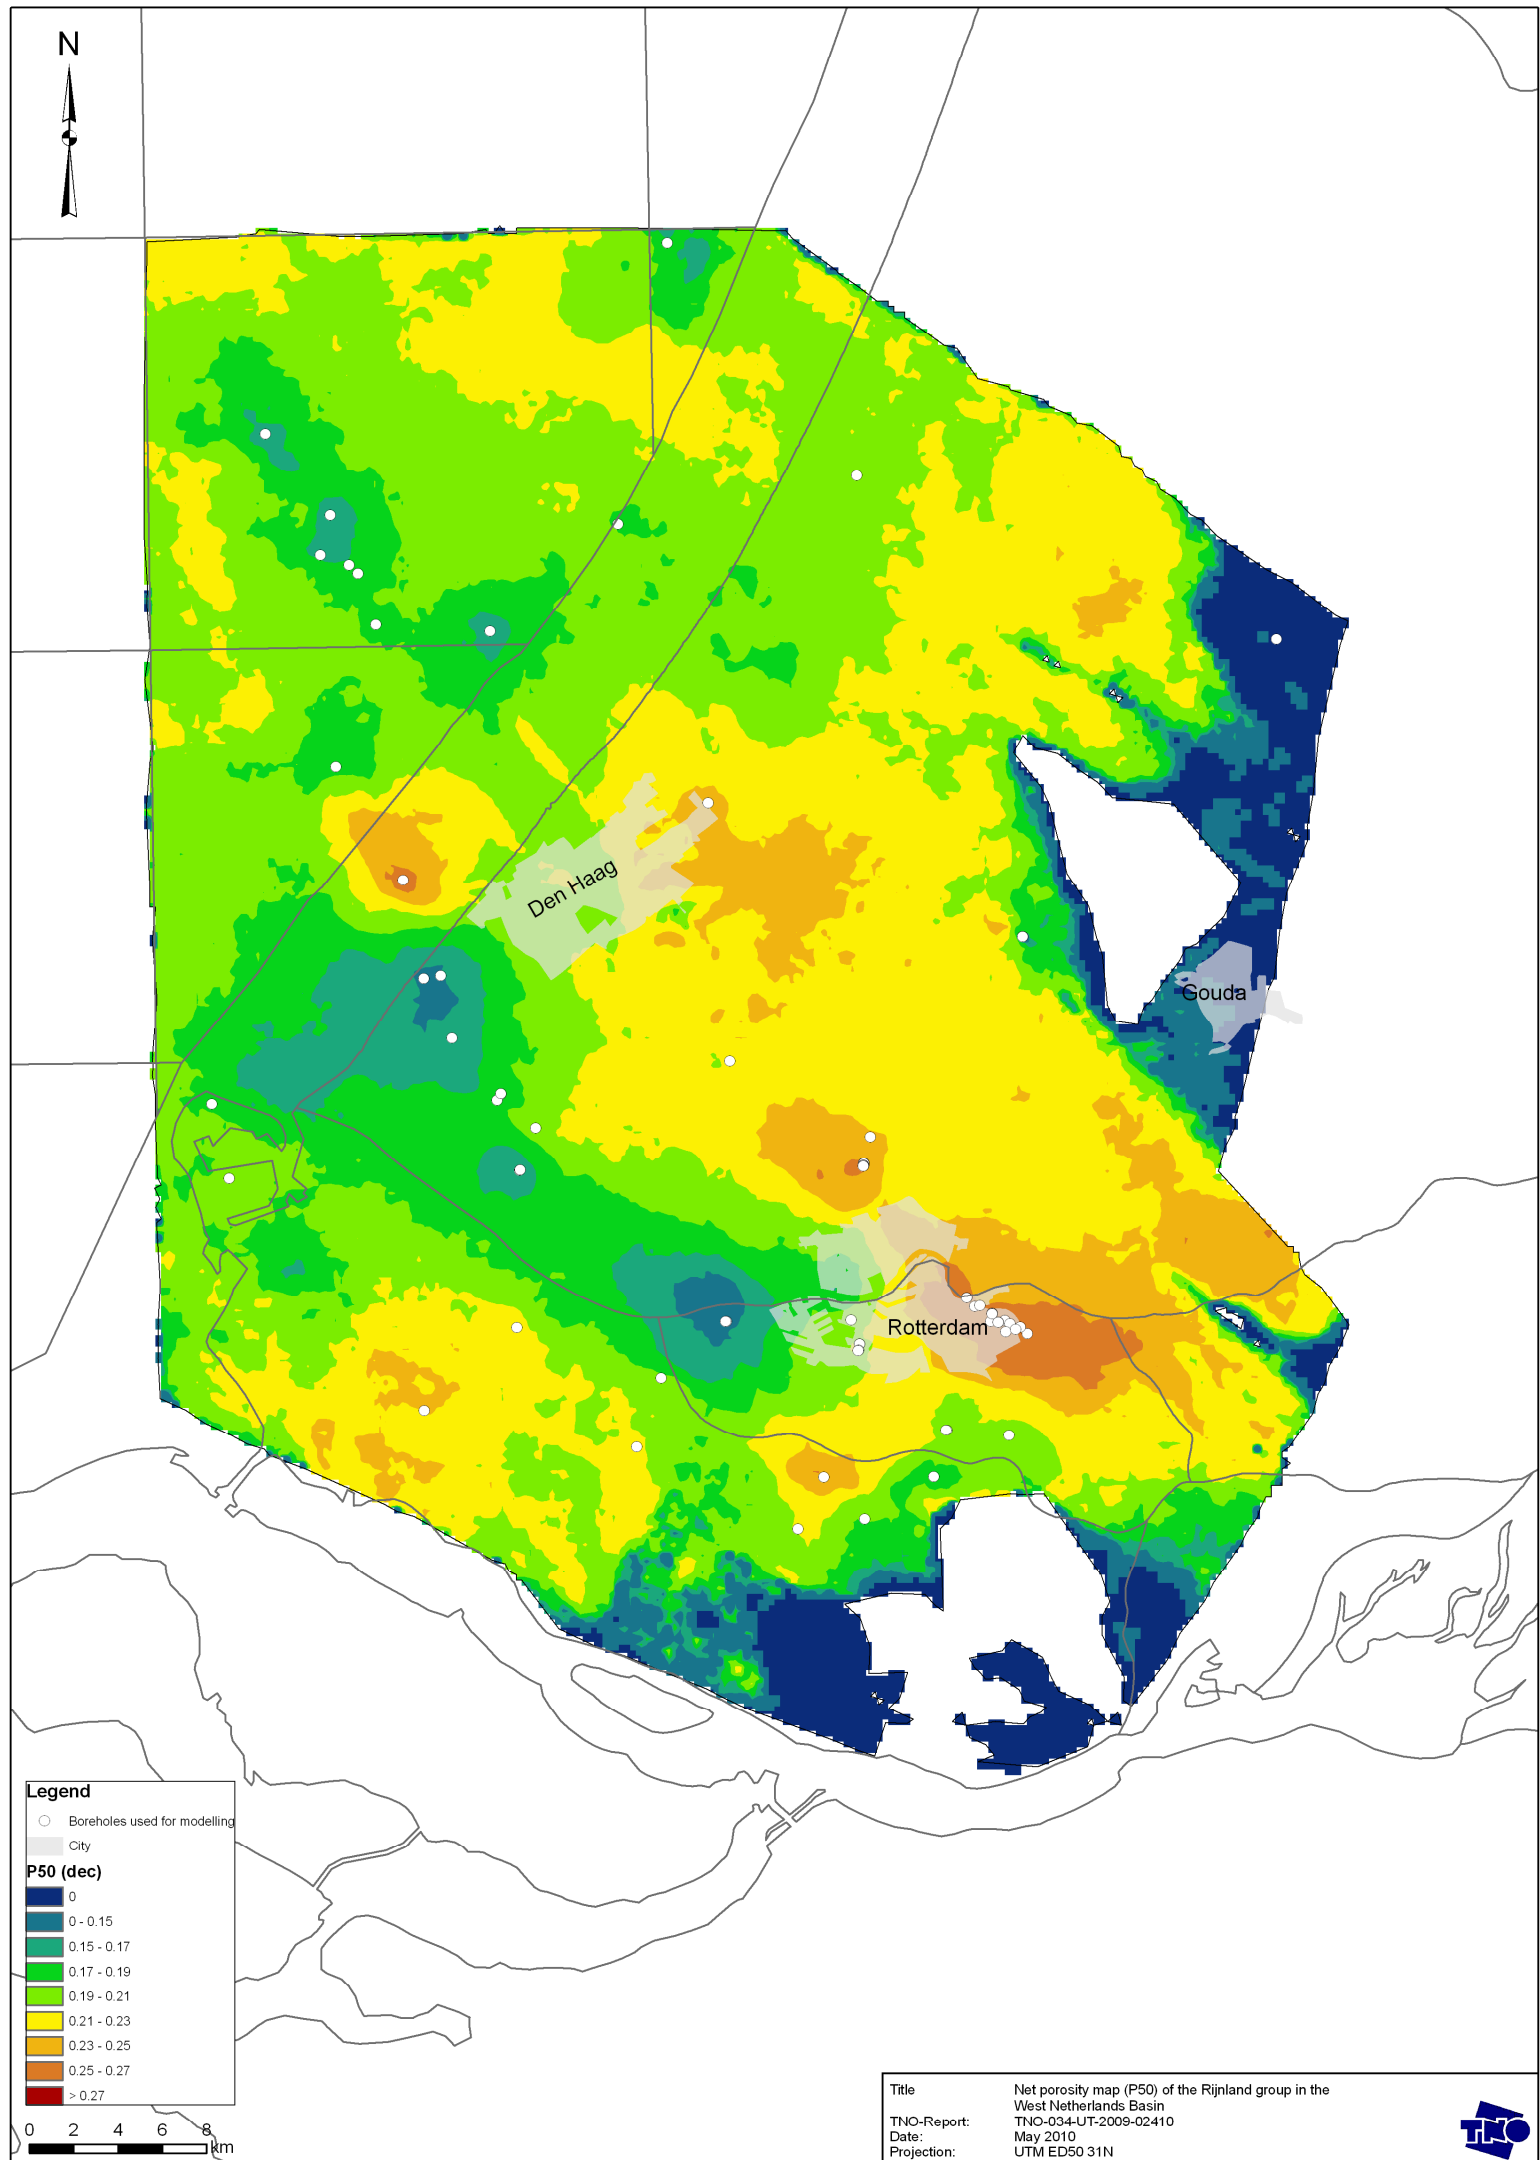 N
Den Haag
Gouda
Rotterdam
Legend
Boreholes used for modelling
City
P50 (dec)
0
0 - 0.15
0.15 - 0.17
0.17 - 0.19
0.19 - 0.21
0.21 - 0.23
0.23 - 0.25
0.25 - 0.27
> 0.27
0 2 4 6 8
km
Title Net porosity map (P50) of the Rijnland group in the
West Netherlands Basin
TNO-Report: TNO-034-UT-2009-02410
Date: May 2010
Projection: UTM ED50 31N
TNO